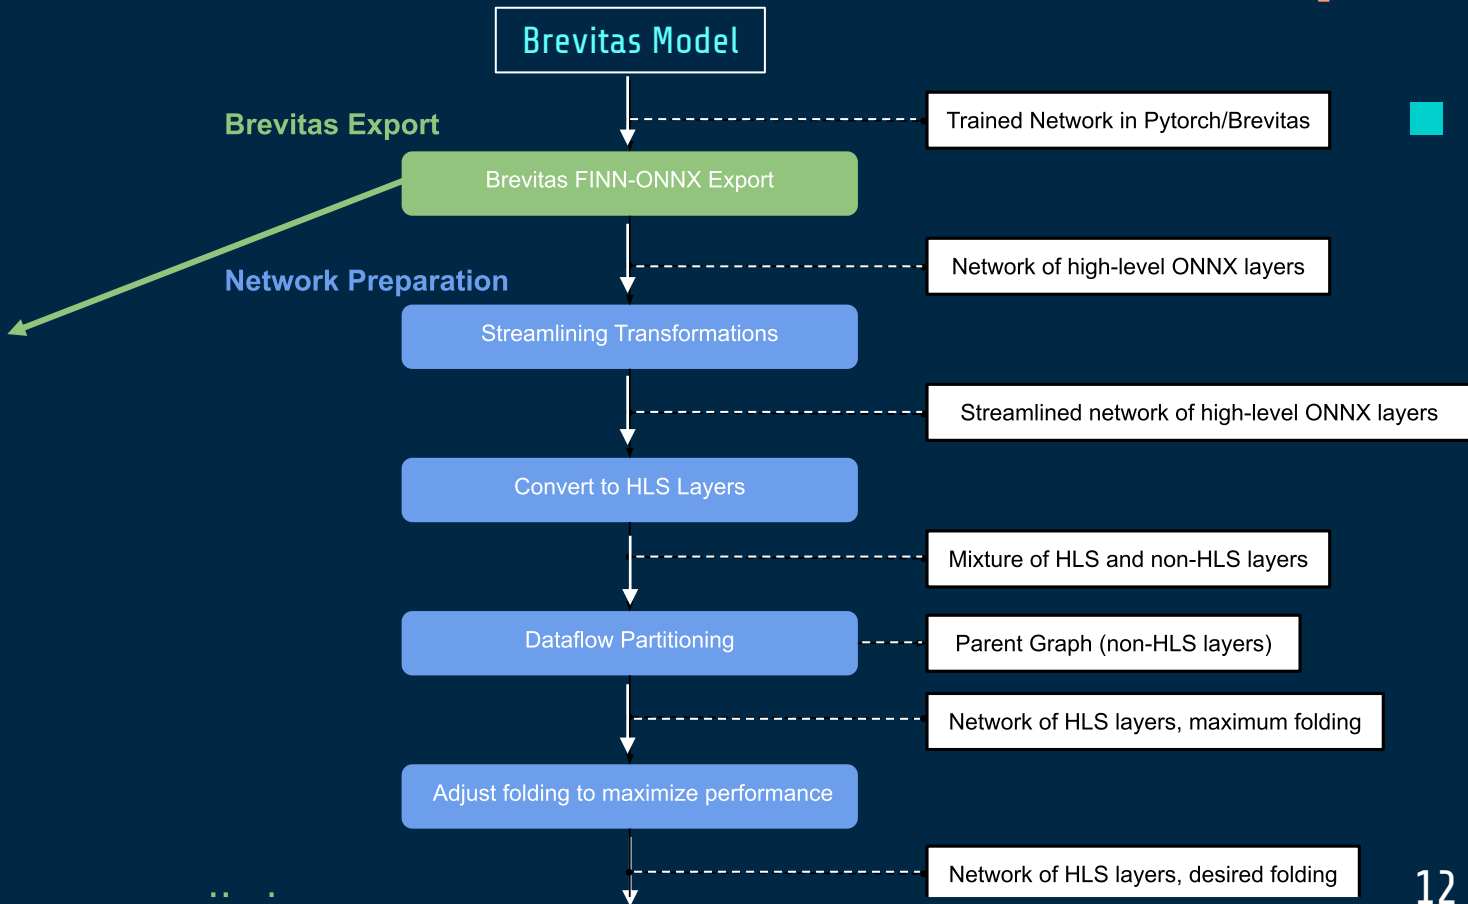 Brevitas Model
Trained Network in Pytorch/Brevitas
Brevitas Export
Brevitas FINN-ONNX Export
Network of high-level ONNX layers
Network Preparation
Streamlining Transformations
Streamlined network of high-level ONNX layers
Convert to HLS Layers
Mixture of HLS and non-HLS layers
Dataflow Partitioning
Parent Graph (non-HLS layers)
Network of HLS layers, maximum folding
Adjust folding to maximize performance
Network of HLS layers, desired folding
12